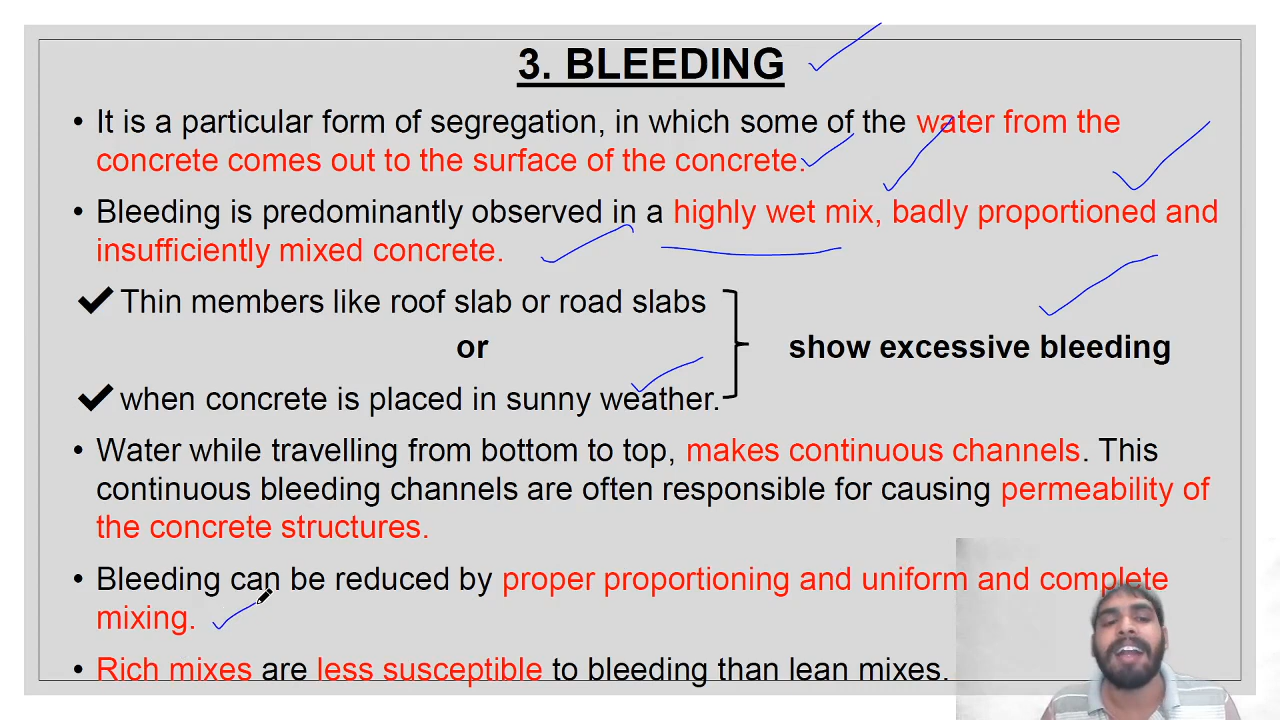 3. BLEEDING
• It is a particular form of segregation, in which some of the water from the
concrete comes out to the surface of the concrete.
• Bleeding is predominantly observed in a highly wet mix, badly proportioned and
insufficiently mixed concrete.
✔ Thin members like roof slab or road slabs
or
show excessive bleeding
✔ when concrete is placed in sunny weather.
• Water while travelling from bottom to top, makes continuous channels. This
continuous bleeding channels are often responsible for causing permeability of
the concrete structures.
• Bleeding can be reduced by proper proportioning and uniform and complete
mixing.
• Rich mixes are less susceptible to bleeding than lean mixes.